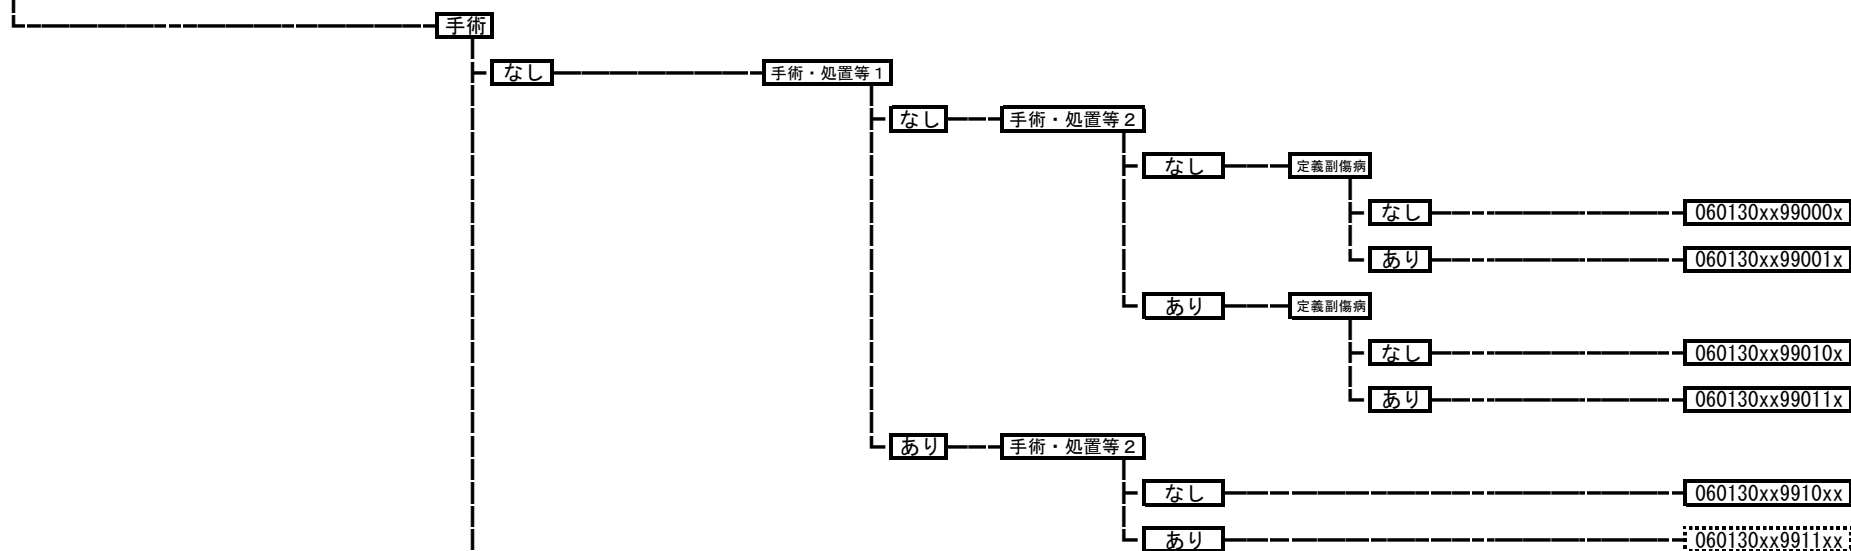 手術
なし 手術・処置等1
なし 手術・処置等2
なし 定義副傷病
なし 060130xx99000x
あり 060130xx99001x
あり 定義副傷病
なし 060130xx99010x
あり 060130xx99011x
あり 手術・処置等2
なし 060130xx9910xx
あり 060130xx9911xx